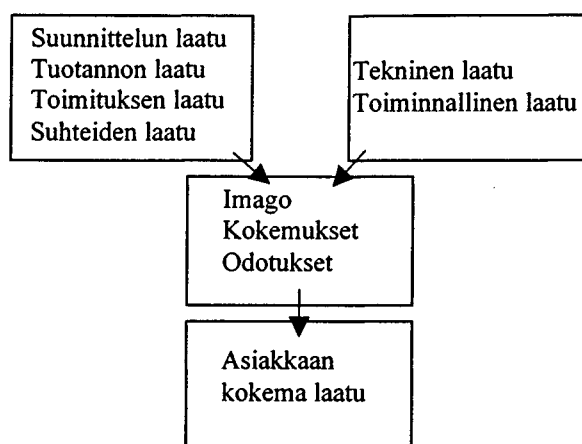 Suunnittelun laatu
Tuotannon laatu
Toimituksen laatu
Suhteiden laatu
Tekninen laatu
Toiminnallinen laatu
Imago
Kokemukset
Odotukset
Asiakkaan
kokema laatu